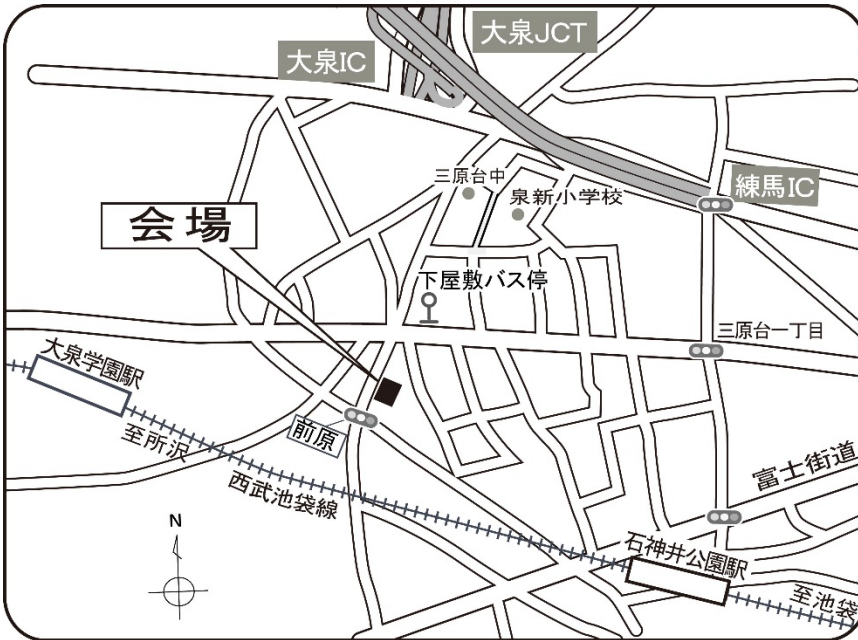 大泉JCT
大泉IC
三原台中
練馬IC
泉新小学校
会場
下屋敷バス停
三原台一丁目
大泉学園駅
前原
至所沢
西武池袋線
富士街道
N
石神井公園駅
至池袋